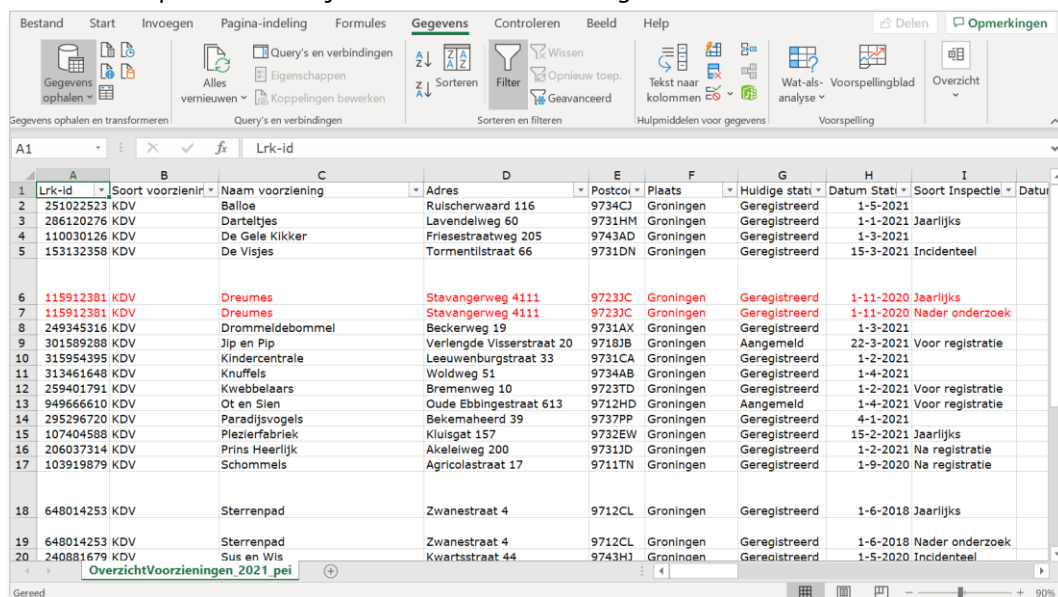 Bestand Start Invoegen Pagina-indeling Formules Gegevens Controleren Beeld Help Delen Opmerkingen
Gegevens ophalen
Alles vernieuwen
Query's en verbindingen
Eigenschappen
Koppelingen bewerken
Sorteren
Filter
Wissen
Opnieuw toep.
Geavanceerd
Tekst naar kolommen
Wat-als-analyse
Voorspellingblad
Overzicht
Gegevens ophalen en transformeren Query's en verbindingen Sorteren en filteren Hulpmiddelen voor gegevens Voorspelling
A1 fx Lrk-id
A B C D E F G H I
1 Lrk-id Soort voorzienin Naam voorziening Adres Postco Plaats Huidige statu Datum Statu Soort Inspectie Datur
2 251022523 KDV Balloe Ruischerwaard 116 9734CJ Groningen Geregistreerd 1-5-2021
3 286120276 KDV Darteltjes Lavendelweg 60 9731HM Groningen Geregistreerd 1-1-2021 Jaarlijks
4 110030126 KDV De Gele Kikker Friesestraatweg 205 9743AD Groningen Geregistreerd 1-3-2021
5 153132358 KDV De Visjes Tormentilstraat 66 9731DN Groningen Geregistreerd 15-3-2021 Incidenteel
6 115912381 KDV Dreumes Stavangerweg 4111 9723JC Groningen Geregistreerd 1-11-2020 Jaarlijks
7 115912381 KDV Dreumes Stavangerweg 4111 9723JC Groningen Geregistreerd 1-11-2020 Nader onderzoek
8 249345316 KDV Drommeldebommel Beckerweg 19 9731AX Groningen Geregistreerd 1-3-2021
9 301589288 KDV Jip en Pip Verlengde Visserstraat 20 9718JB Groningen Aangemeld 22-3-2021 Voor registratie
10 315954395 KDV Kindercentrale Leeuwenburgstraat 33 9731CA Groningen Geregistreerd 1-2-2021
11 313461648 KDV Knuffels Woldweg 51 9734AB Groningen Geregistreerd 1-4-2021
12 259401791 KDV Kwebbelaars Bremenweg 10 9723TD Groningen Geregistreerd 1-2-2021 Voor registratie
13 949666610 KDV Ot en Sien Oude Ebbingestraat 613 9712HD Groningen Aangemeld 1-4-2021 Voor registratie
14 295296720 KDV Paradijsvogels Bekemaheerd 39 9737PP Groningen Geregistreerd 4-1-2021
15 107404588 KDV Plezierfabriek Kluisgat 157 9732EW Groningen Geregistreerd 15-2-2021 Jaarlijks
16 206037314 KDV Prins Heerlijk Akeleiweg 200 9731JD Groningen Geregistreerd 1-2-2021 Na registratie
17 103919879 KDV Schommels Agricolastraat 17 9711TN Groningen Geregistreerd 1-9-2020 Na registratie
18 648014253 KDV Sterrenpad Zwanestraat 4 9712CL Groningen Geregistreerd 1-6-2018 Jaarlijks
19 648014253 KDV Sterrenpad Zwanestraat 4 9712CL Groningen Geregistreerd 1-6-2018 Nader onderzoek
20 240881679 KDV Sus en Wis Kwartsstraat 44 9743HJ Groningen Geregistreerd 1-5-2020 Incidenteel
OverzichtVoorzieningen_2021_pei
Gereed 90%